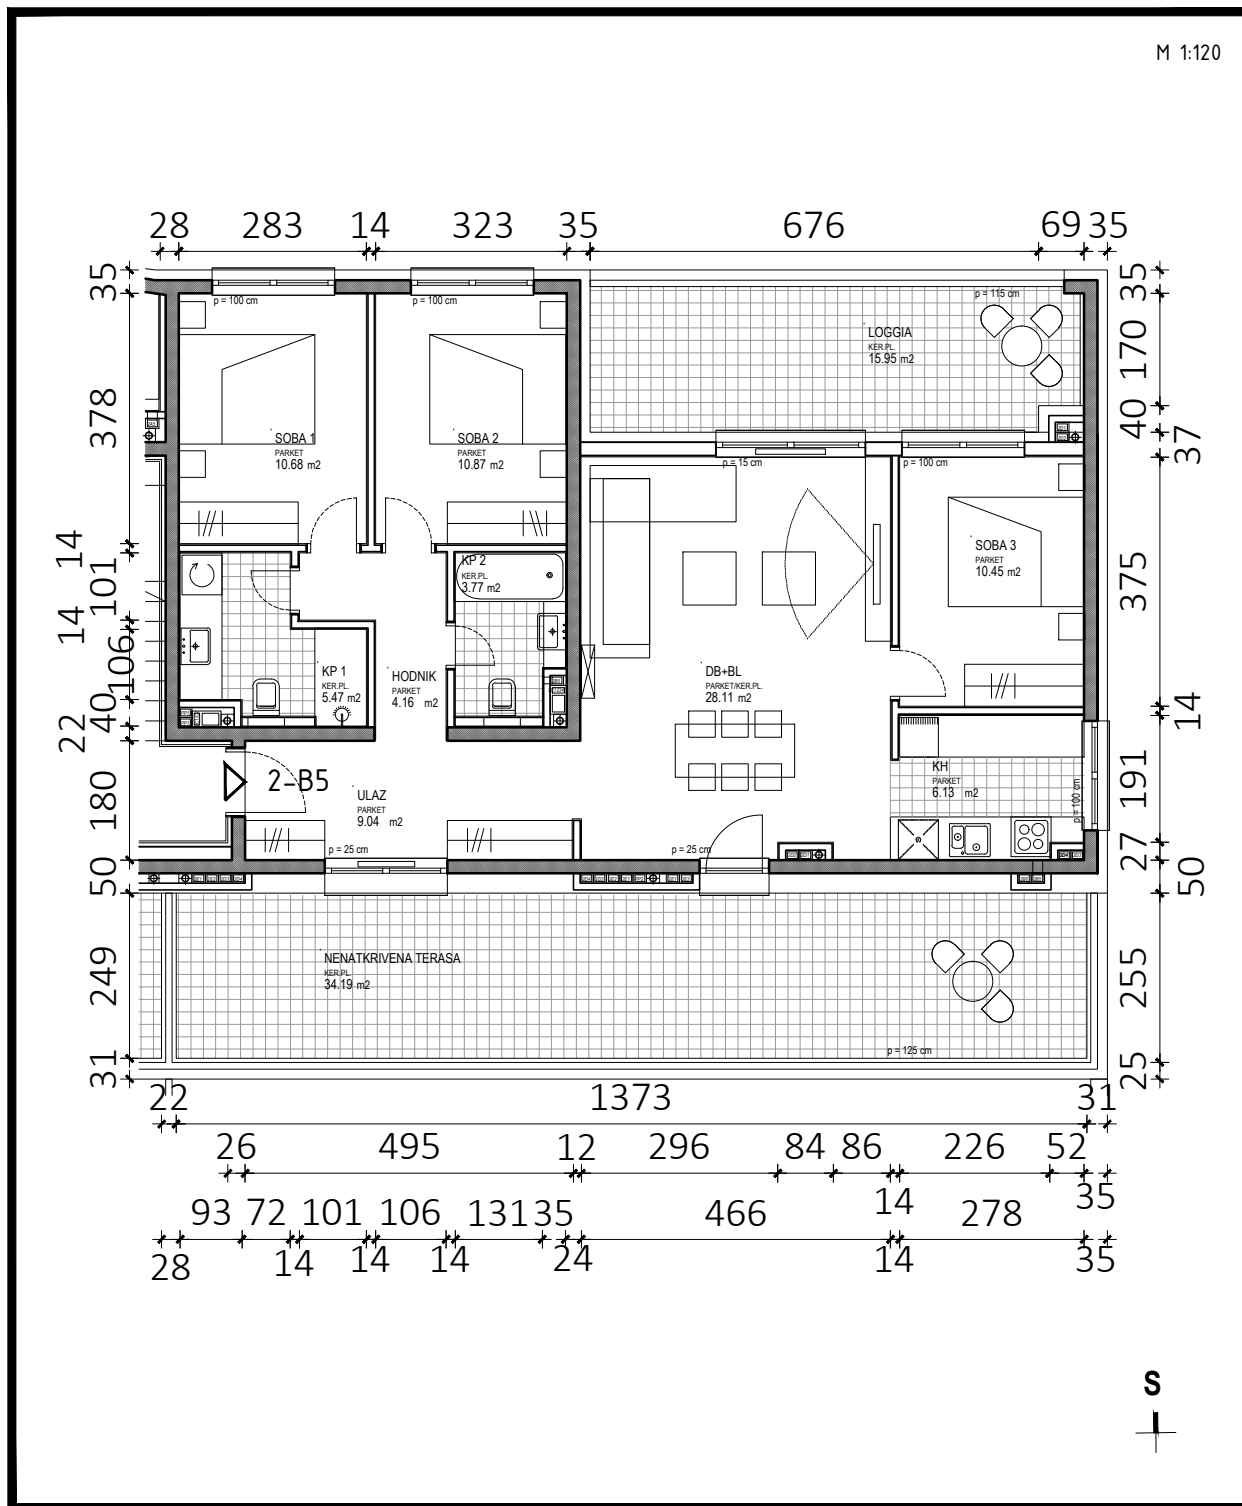 M 1:120
28 283 14 323 35 676 69 35
35
378
14
101
14
106
40
22
180
50
249
31
35
170
40
37
375
14
191
27
50
255
25
p = 100 cm
p = 100 cm
p = 115 cm
LOGGIA
KER.PL.
15.95 m2
SOBA 1
PARKET
10.68 m2
SOBA 2
PARKET
10.87 m2
p = 15 cm
p = 100 cm
SOBA 3
PARKET
10.45 m2
KP 2
KER.PL.
3.77 m2
KP 1
KER.PL.
5.47 m2
HODNIK
PARKET
4.16 m2
DB+BL
PARKET/KER.PL.
28.11 m2
KH
PARKET
6.13 m2
p = 100 cm
2-B5
ULAZ
PARKET
9.04 m2
p = 25 cm
p = 25 cm
NENATKRIVENA TERASA
KER.PL.
34.19 m2
p = 125 cm
22 1373 31
26 495 12 296 84 86 226 52
14 35
93 72 101 106 131 35 466 278
28 14 14 14 24 14 35
S